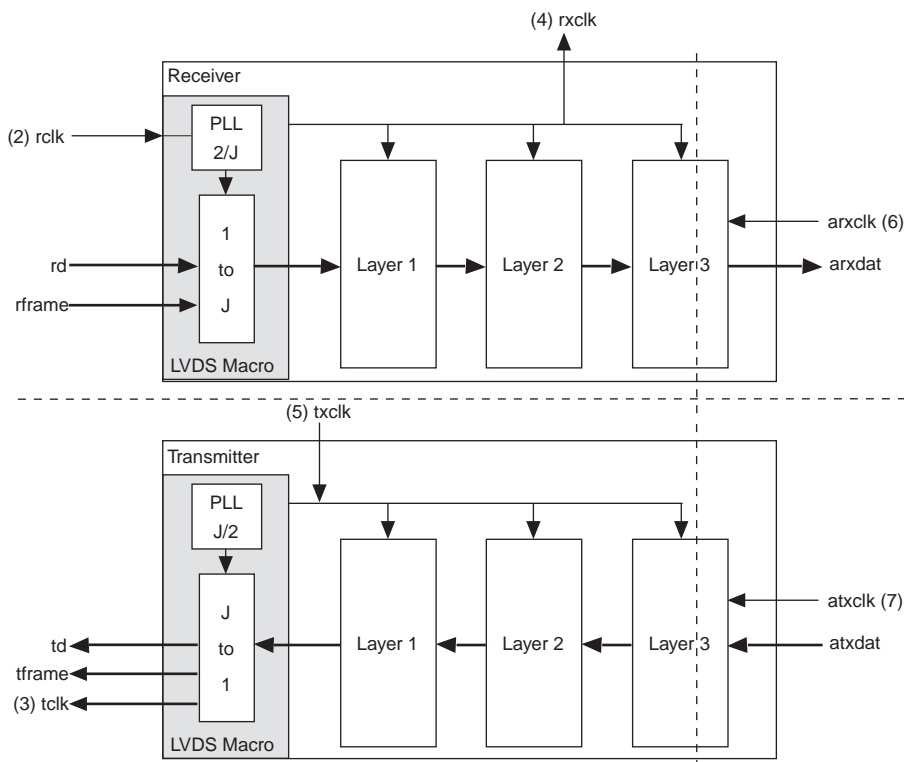 (4) rxclk
Receiver
PLL
2/J
(2) rclk
1
to
J
rd
rframe
LVDS Macro
Layer 1
Layer 2
Layer 3
arxclk (6)
arxdat
(5) txclk
Transmitter
PLL
J/2
J
to
1
td
tframe
(3) tclk
LVDS Macro
Layer 1
Layer 2
Layer 3
atxclk (7)
atxdat